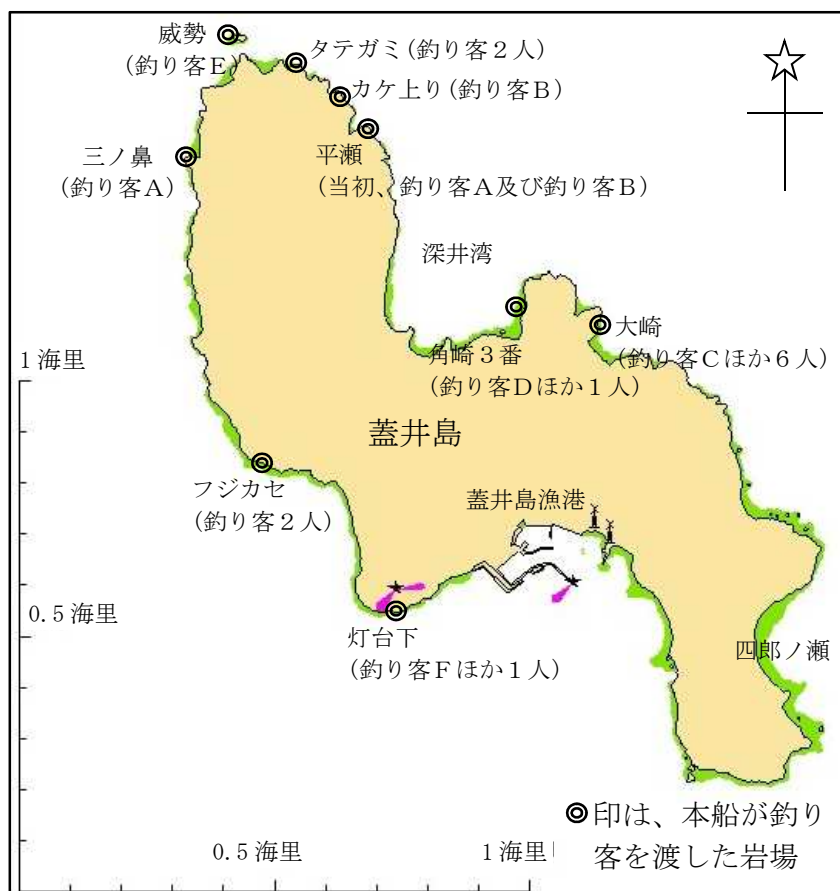 威勢
(釣り客E)
タテガミ(釣り客2人)
カケ上り(釣り客B)
三ノ鼻
(釣り客A)
平瀬
(当初、釣り客A及び釣り客B)
深井湾
大崎
(釣り客Cほか6人)
角崎3番
(釣り客Dほか1人)
1海里
蓋井島
フジカセ
(釣り客2人)
蓋井島漁港
0.5海里
灯台下
(釣り客Fほか1人)
四郎ノ瀬
◎印は、本船が釣り
客を渡した岩場
0.5海里
1海里